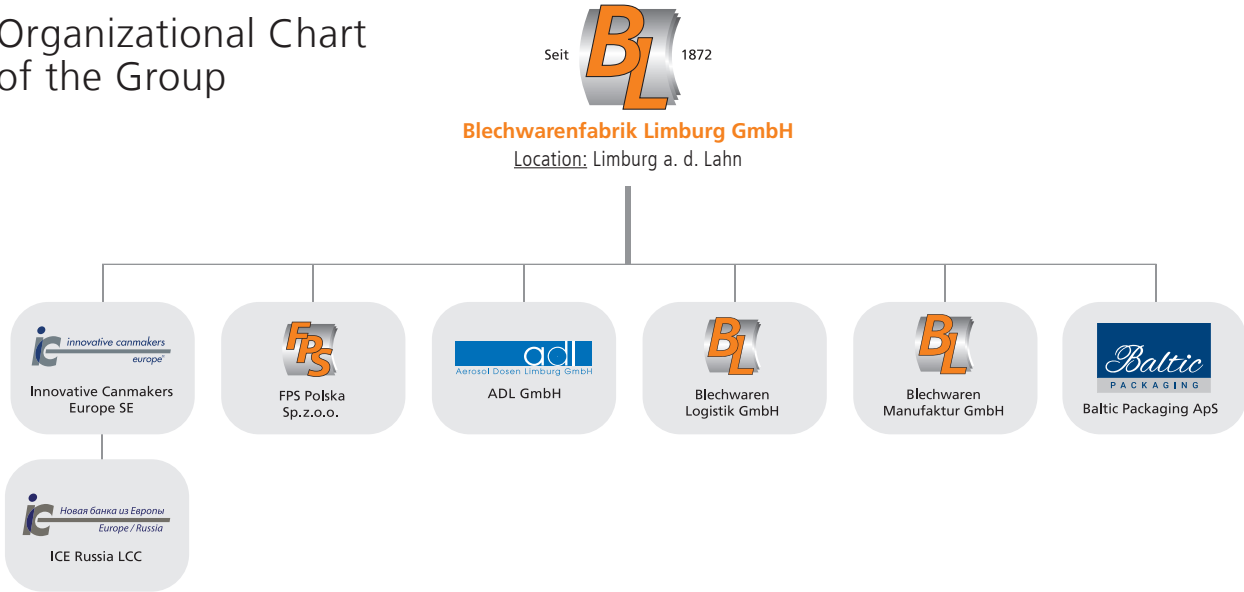 Organizational Chart
of the Group
Seit BL 1872
Blechwarenfabrik Limburg GmbH
Location: Limburg a. d. Lahn
ic innovative canmakers
europe
Innovative Canmakers
Europe SE
FPS
FPS Polska
Sp.z.o.o.
adl
Aerosol Dosen Limburg GmbH
ADL GmbH
BL
Blechwaren
Logistik GmbH
BL
Blechwaren
Manufaktur GmbH
Baltic
PACKAGING
Baltic Packaging ApS
ic Новая банка из Европы
Europe / Russia
ICE Russia LCC